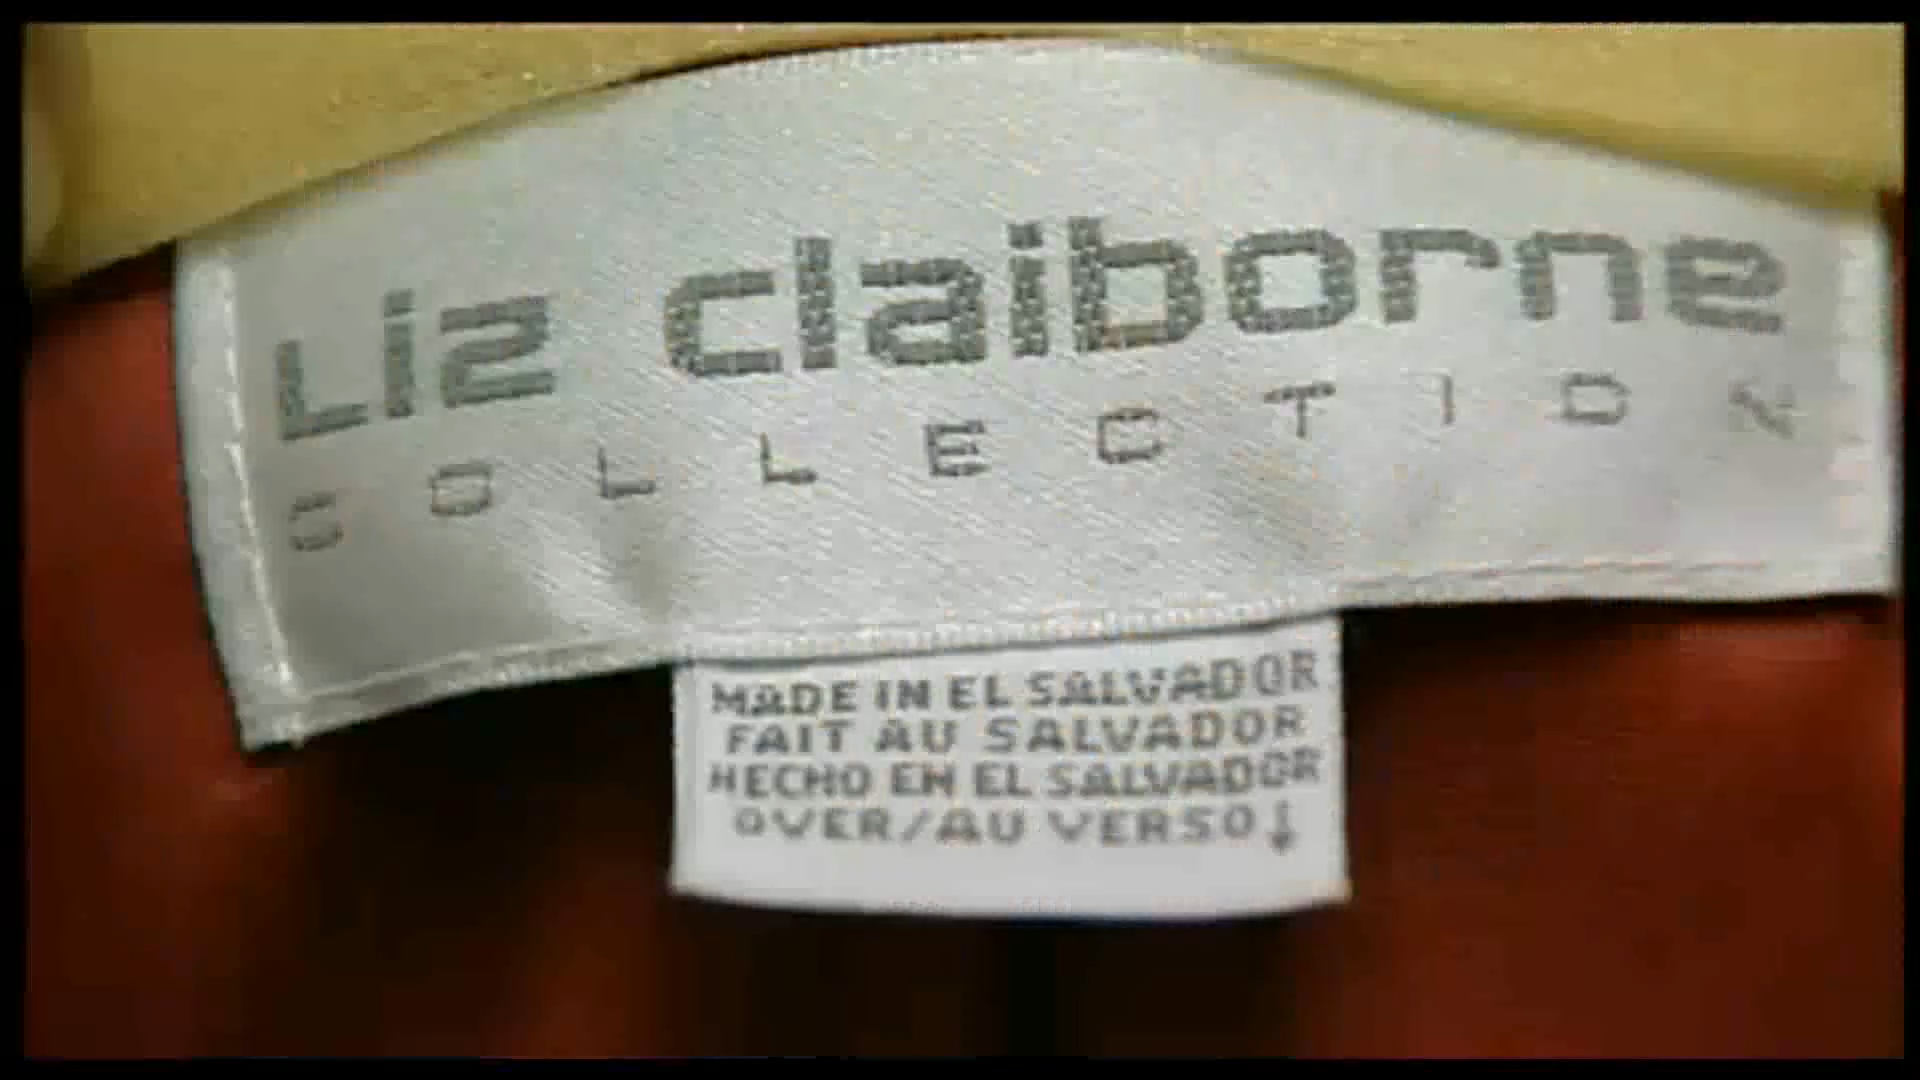 Liz claiborne
COLLECTION
MADE IN EL SALVADOR
FAIT AU SALVADOR
HECHO EN EL SALVADOR
OVER/AU VERSO↓